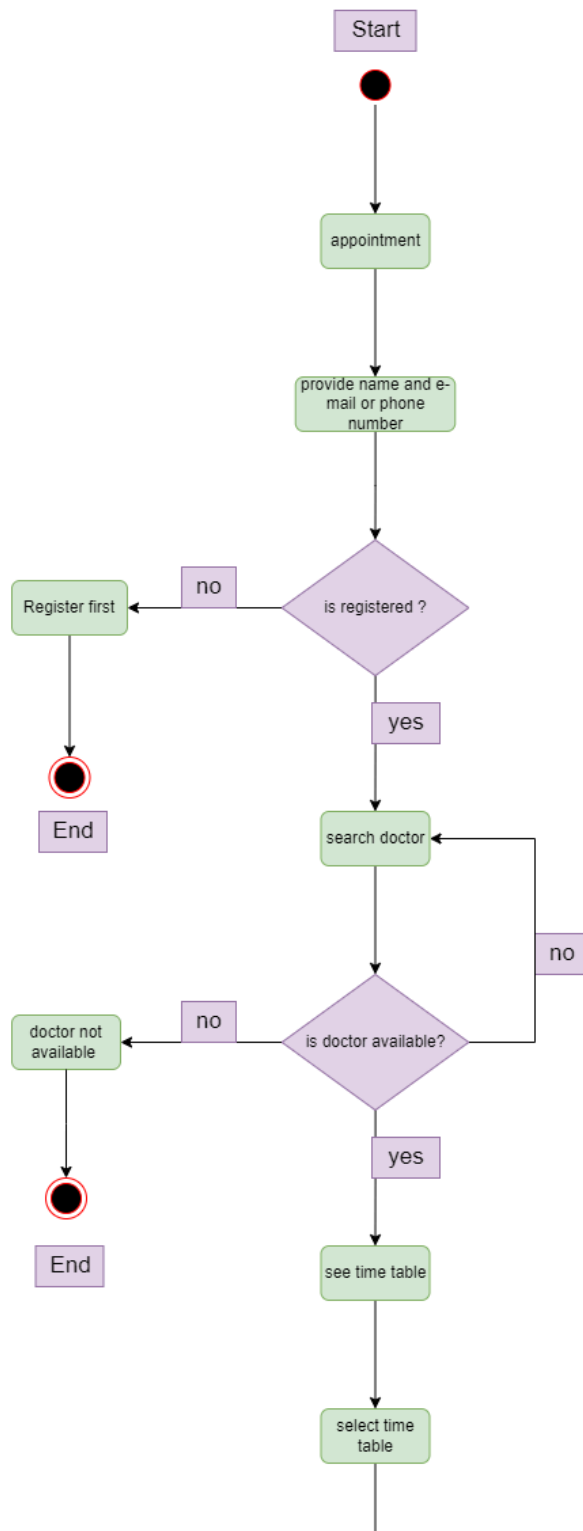 Start
appointment
provide name and e-
mail or phone
number
is registered ?
no
Register first
yes
End
search doctor
no
is doctor available?
no
doctor not
available
yes
End
see time table
select time
table